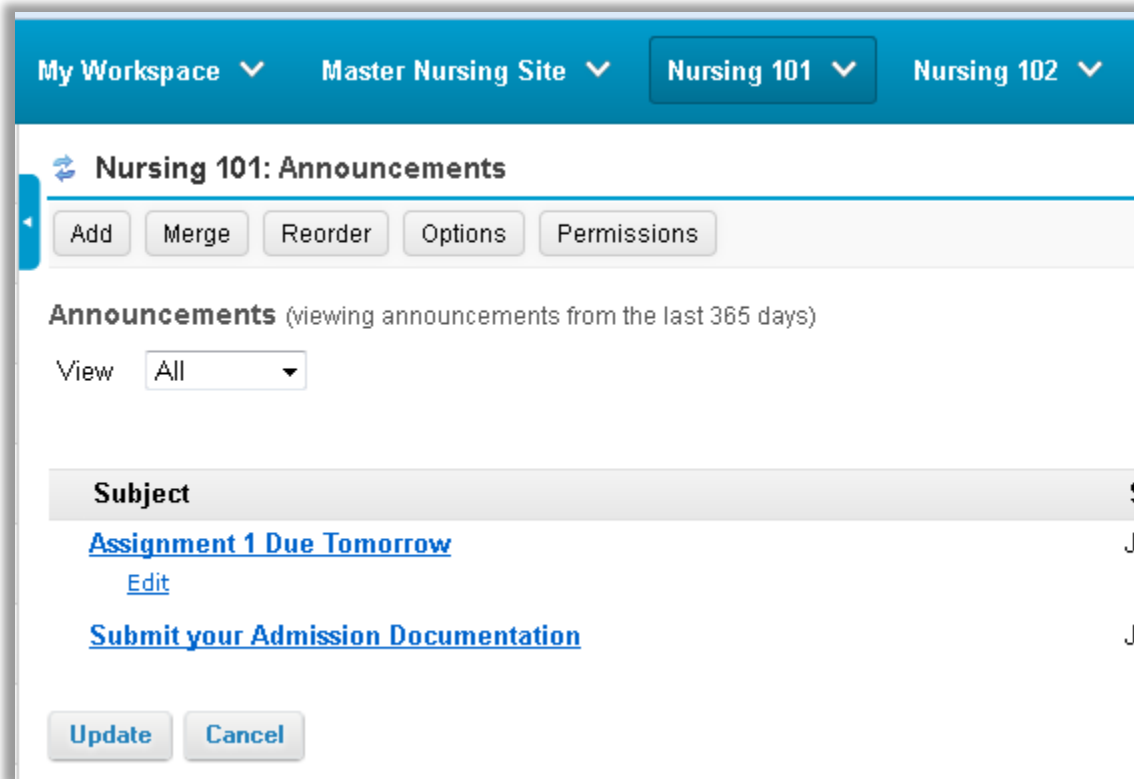 My Workspace Master Nursing Site Nursing 101 Nursing 102
Nursing 101: Announcements
Add Merge Reorder Options Permissions
Announcements (viewing announcements from the last 365 days)
View All
Subject
Assignment 1 Due Tomorrow
Edit
Submit your Admission Documentation
Update Cancel